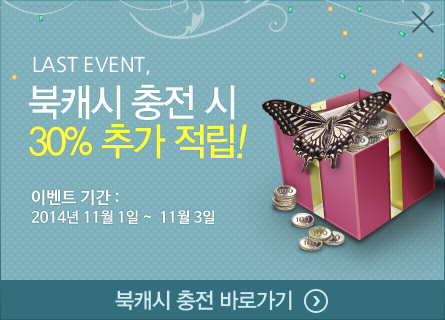 LAST EVENT,
북캐시 충전 시
30% 추가 적립!
이벤트 기간 :
2014년 11월 1일 ~ 11월 3일
북캐시 충전 바로가기